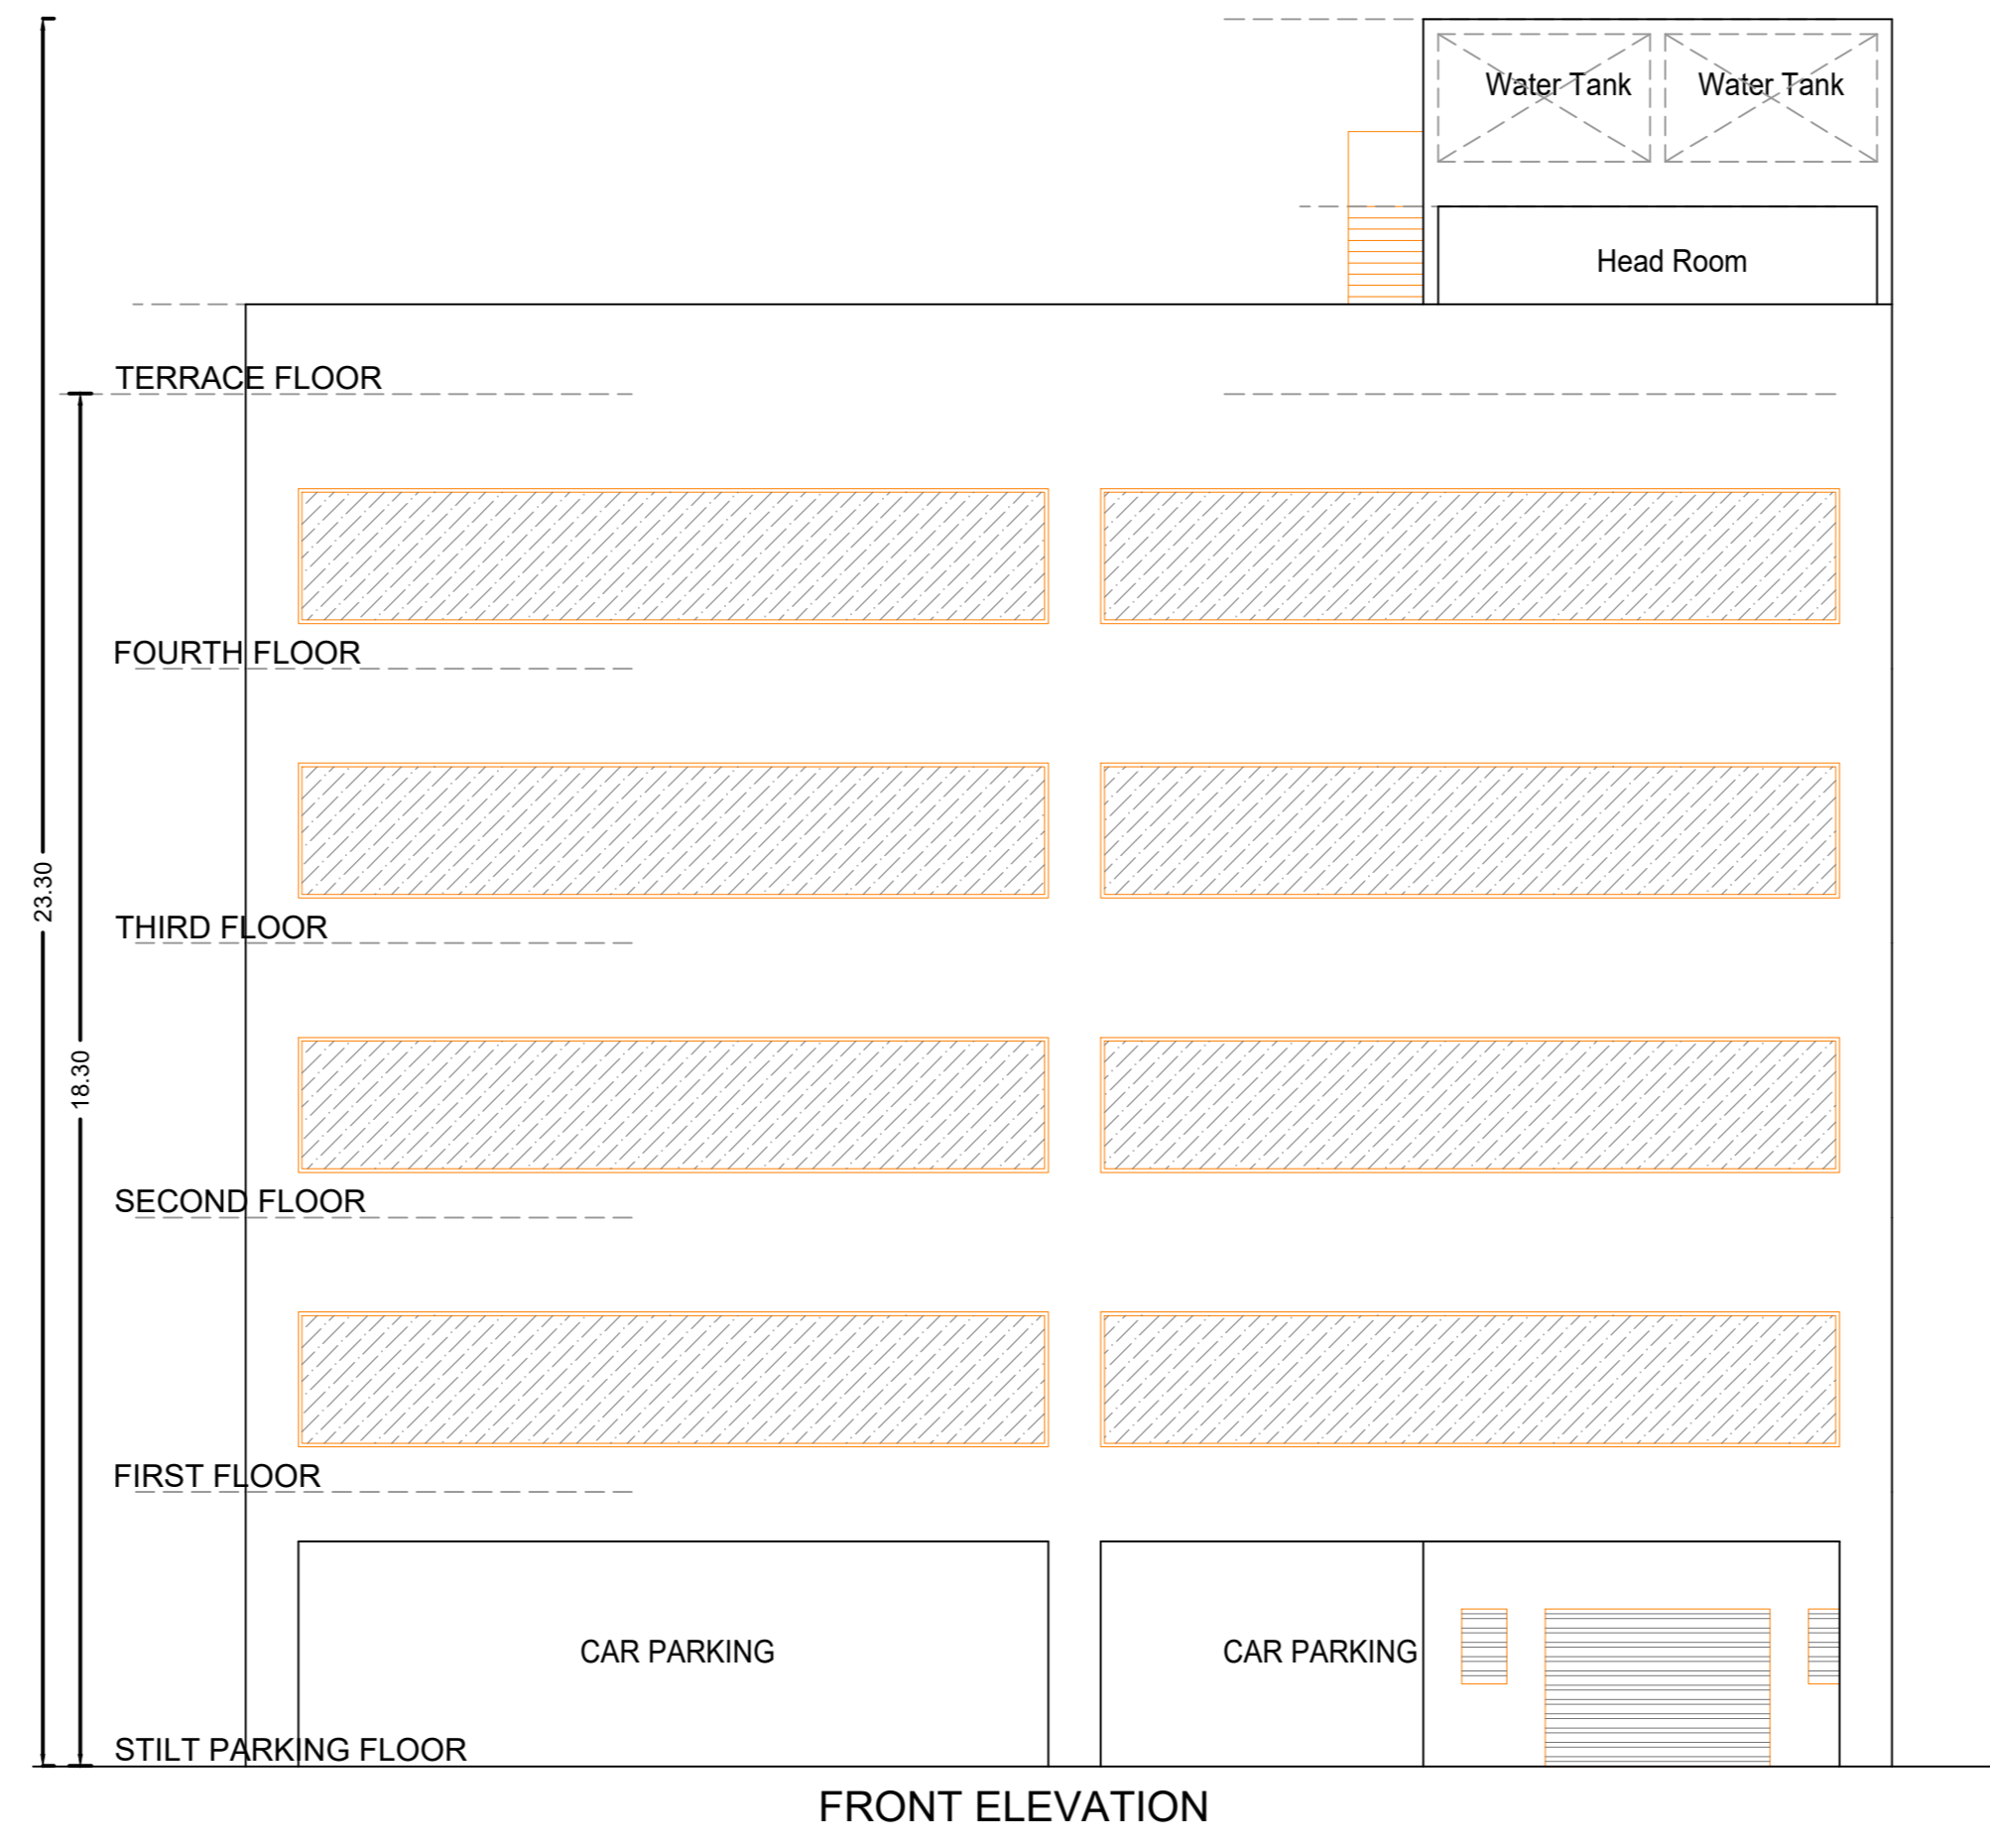 Water Tank Water Tank
Head Room
TERRACE FLOOR
FOURTH FLOOR
23.30
THIRD FLOOR
18.30
SECOND FLOOR
FIRST FLOOR
CAR PARKING CAR PARKING
STILT PARKING FLOOR
FRONT ELEVATION